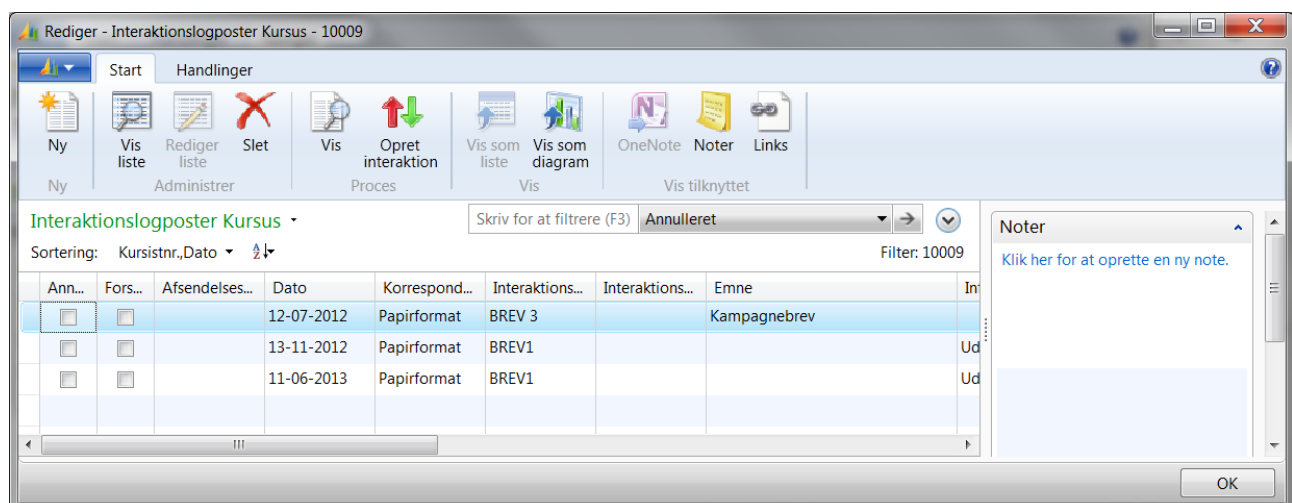 Rediger - Interaktionslogposter Kursus - 10009
Start Handlinger
Ny Vis liste Rediger liste Slet Vis Opret interaktion Vis som liste Vis som diagram OneNote Noter Links
Ny Administrer Proces Vis Vis tilknyttet
Interaktionslogposter Kursus Skriv for at filtrere (F3) Annulleret Noter
Sortering: Kursistnr.,Dato Filter: 10009 Klik her for at oprette en ny note.
Ann... Fors... Afsendelses... Dato Korrespond... Interaktions... Interaktions... Emne
12-07-2012 Papirformat BREV 3 Kampagnebrev
13-11-2012 Papirformat BREV1 Ud
11-06-2013 Papirformat BREV1 Ud
OK